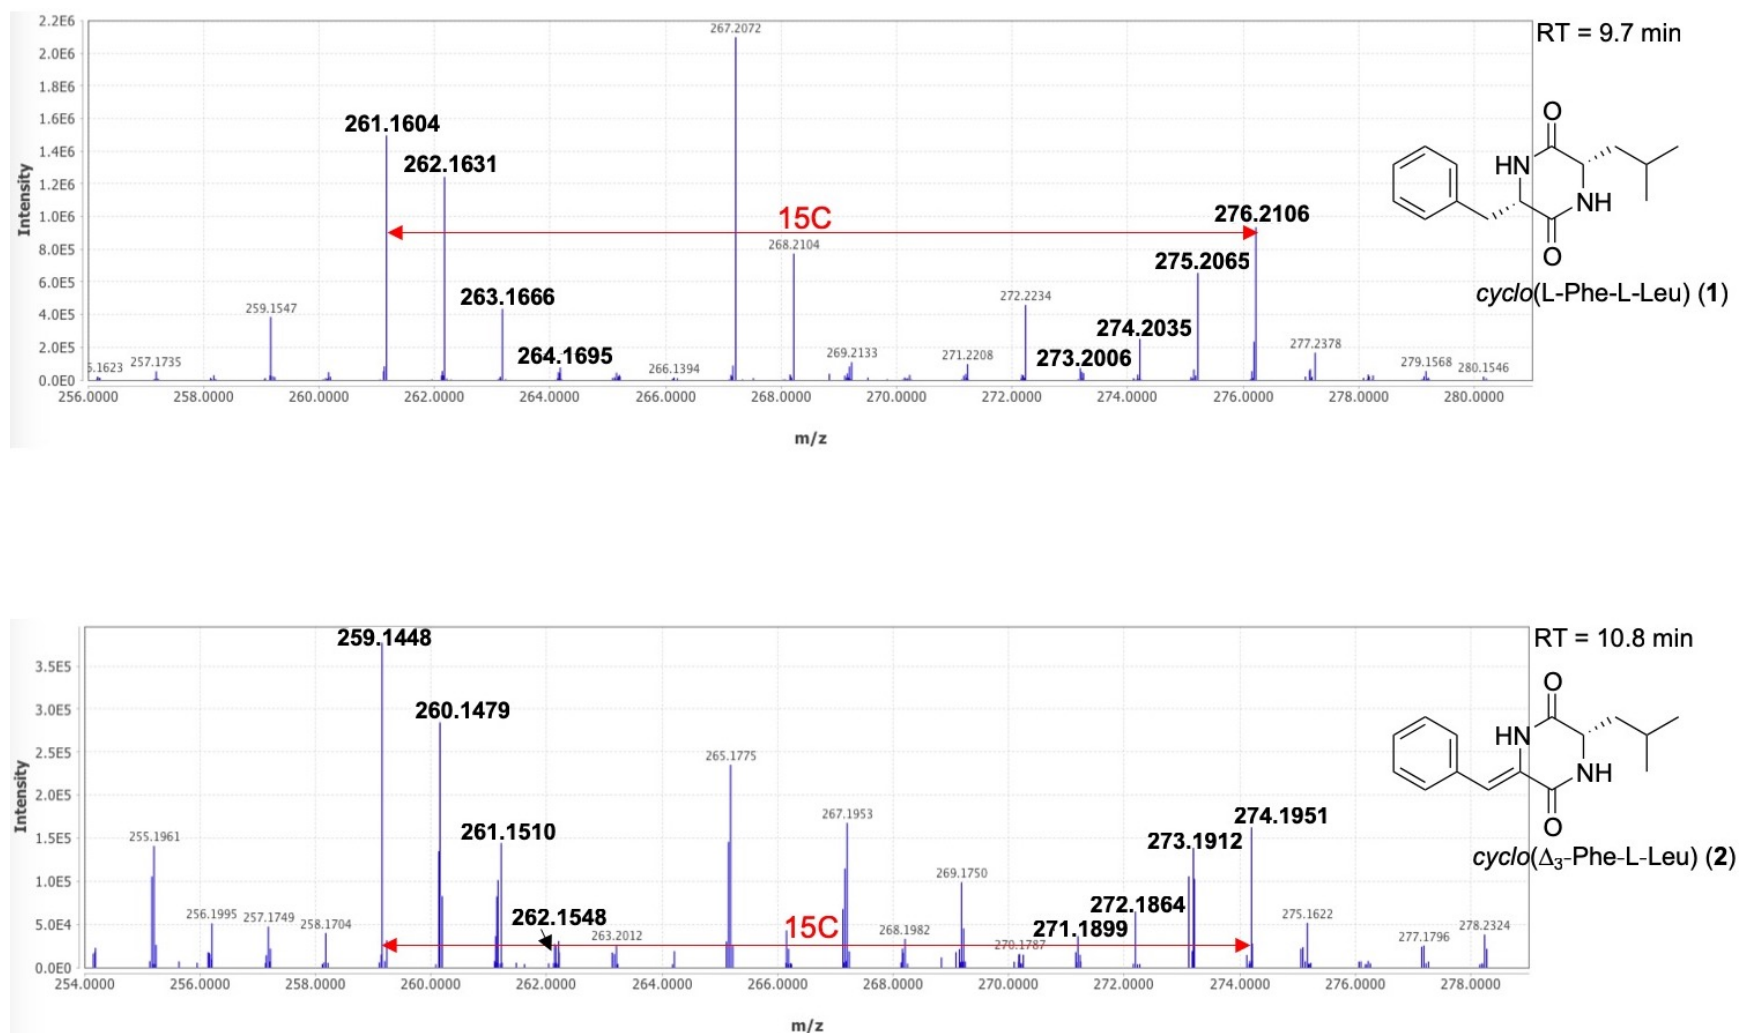 2.2E6
2.0E6
1.8E6
1.6E6
1.4E6
1.2E6
1.0E6
8.0E5
6.0E5
4.0E5
2.0E5
0.0E0
Intensity
267.2072
RT = 9.7 min
261.1604
262.1631
15C
276.2106
268.2104
275.2065
263.1666
272.2234
259.1547
274.2035
264.1695
269.2133
273.2006
277.2378
5.1623
257.1735
266.1394
271.2208
279.1568
280.1546
O
HN
NH
O
cyclo(L-Phe-L-Leu) (1)
256.0000 258.0000 260.0000 262.0000 264.0000 266.0000 268.0000 270.0000 272.0000 274.0000 276.0000 278.0000 280.0000
m/z
3.5E5
3.0E5
2.5E5
2.0E5
1.5E5
1.0E5
5.0E4
0.0E0
Intensity
259.1448
RT = 10.8 min
260.1479
265.1775
261.1510
267.1953
274.1951
255.1961
273.1912
269.1750
262.1548
272.1864
256.1995
257.1749
258.1704
263.2012
15C
268.1982
270.1787
271.1899
275.1622
277.1796
278.2324
O
HN
NH
O
cyclo(Δ₃-Phe-L-Leu) (2)
254.0000 256.0000 258.0000 260.0000 262.0000 264.0000 266.0000 268.0000 270.0000 272.0000 274.0000 276.0000 278.0000
m/z